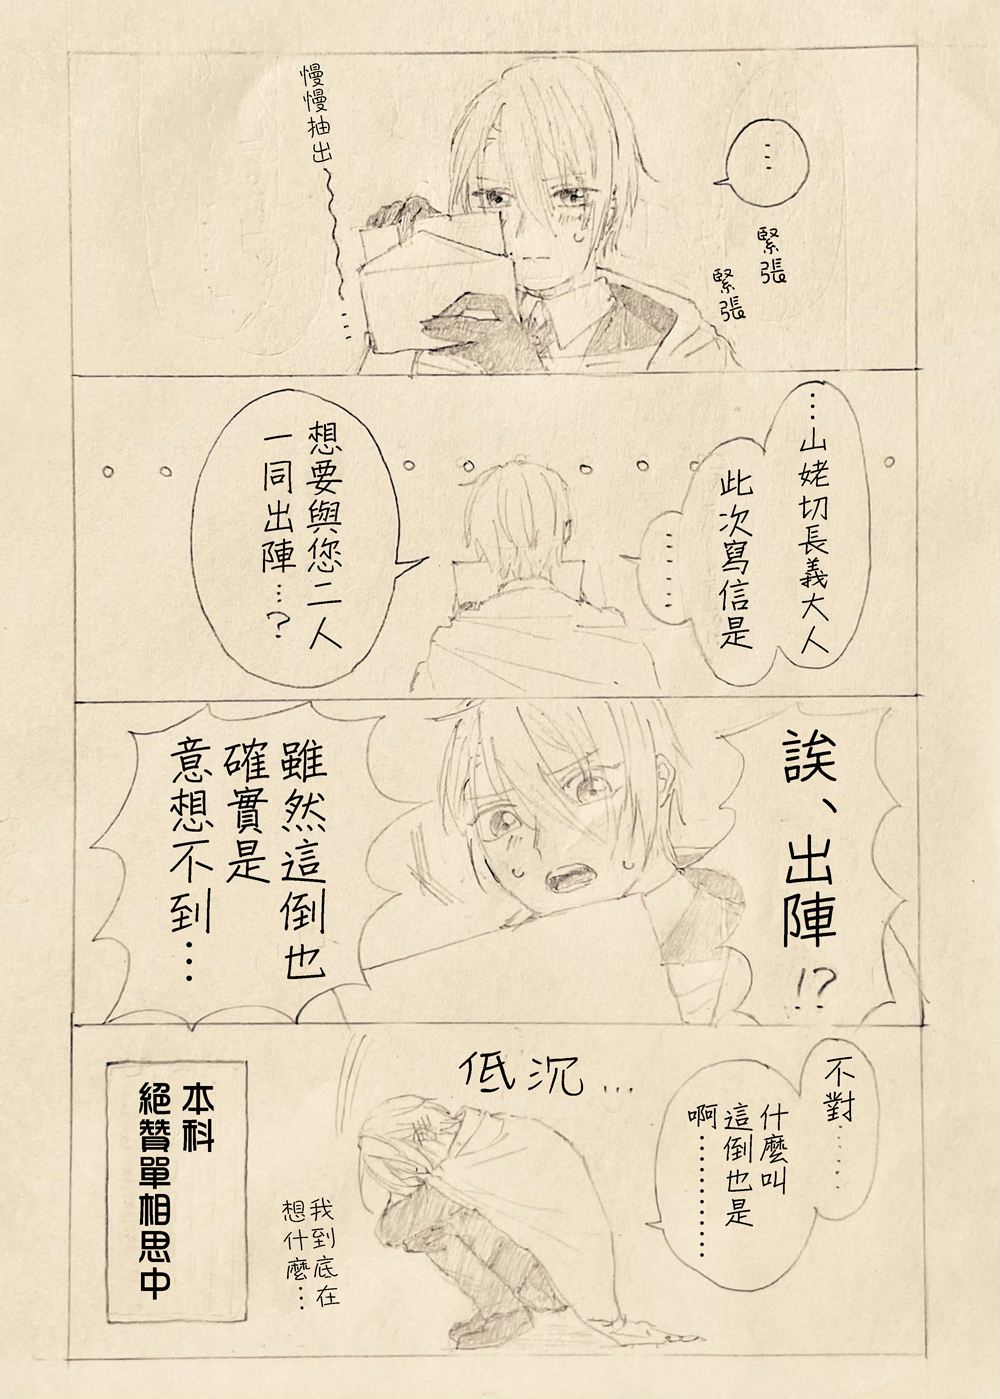 …
緊張
緊張
慢慢抽出
…
…山姥切長義大人
此次寫信是
……
想要與您二人
一同出陣…?
誒、出陣!?
雖然這倒也
確實是
意想不到…
不對……
什麼叫
這倒也是
啊…………
低沉…
我到底在
想什麼…
本科
絕贊單相思中